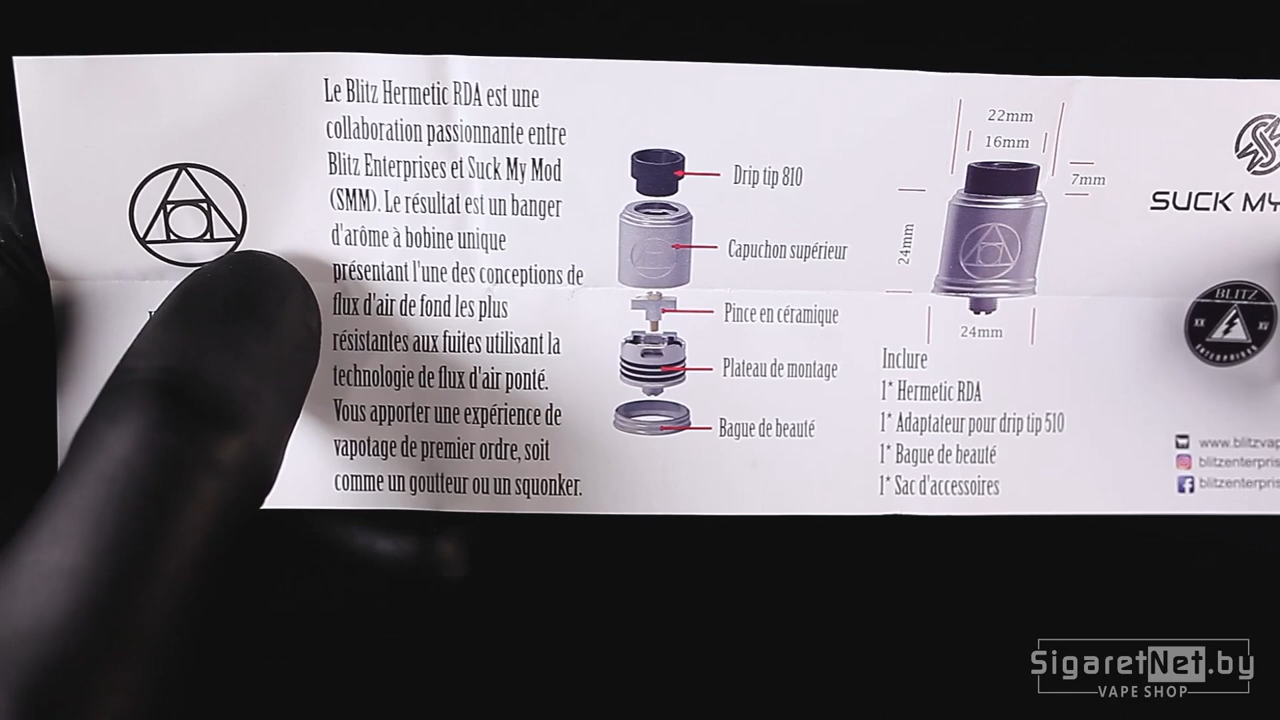 Le Blitz Hermetic RDA est une
collaboration passionnante entre
Blitz Enterprises et Suck My Mod
(SMM). Le résultat est un banger
d'arôme à bobine unique
présentant l'une des conceptions de
flux d'air de fond les plus
résistantes aux fuites utilisant la
technologie de flux d'air ponté.
Vous apporter une expérience de
vapotage de premier ordre, soit
comme un goutteur ou un squonker.
Drip tip 810
Capuchon supérieur
Pince en céramique
Plateau de montage
Bague de beauté
22mm
16mm
7mm
24mm
24mm
Inclure
1* Hermetic RDA
1* Adaptateur pour drip tip 510
1* Bague de beauté
1* Sac d'accessoires
SUCK MY
BLITZ
XX XV
ENTERPRISES
www.blitzvap
blitzenterpris
blitzenterpris
SigaretNet.by
VAPE SHOP